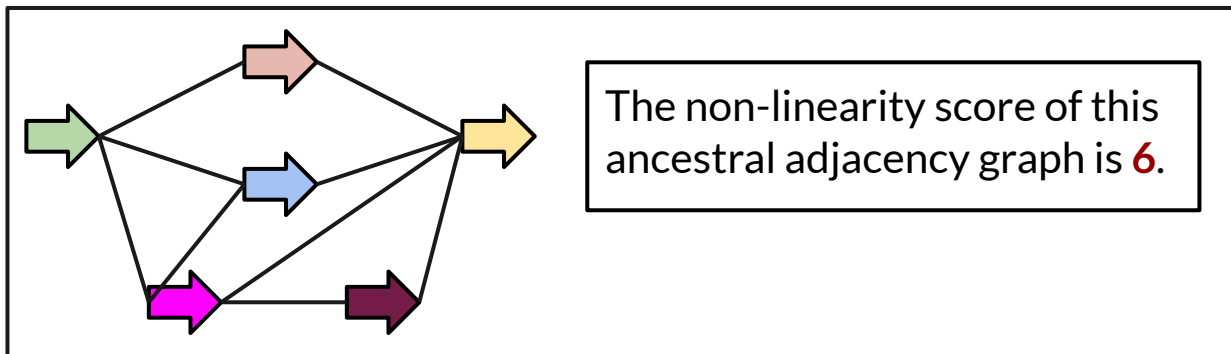 The non-linearity score of this
ancestral adjacency graph is 6.